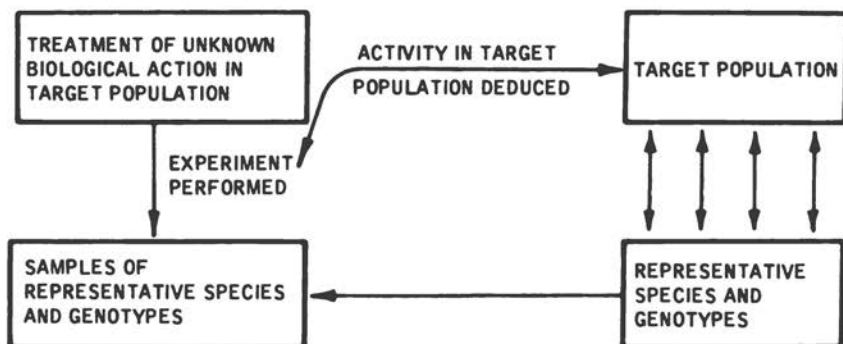 TREATMENT OF UNKNOWN
BIOLOGICAL ACTION IN
TARGET POPULATION
ACTIVITY IN TARGET
POPULATION DEDUCED
TARGET POPULATION
EXPERIMENT
PERFORMED
SAMPLES OF
REPRESENTATIVE SPECIES
AND GENOTYPES
REPRESENTATIVE
SPECIES AND
GENOTYPES